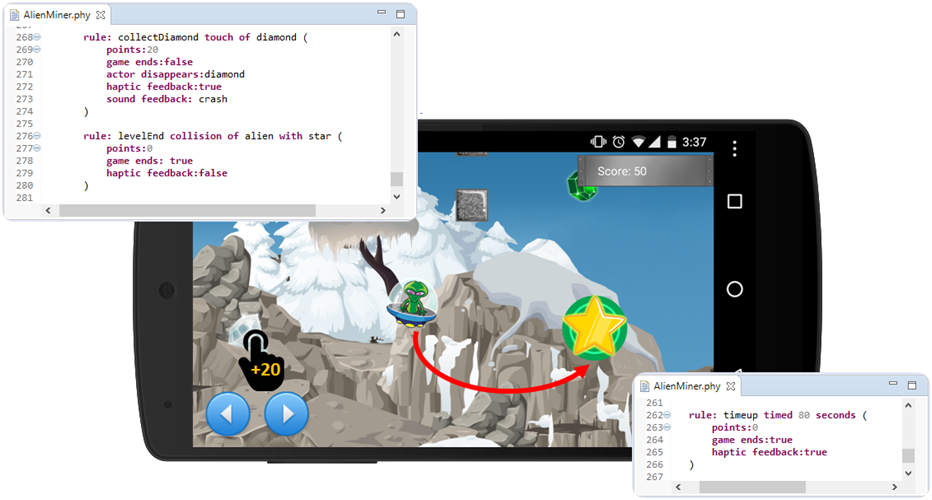 AlienMiner.phy
268 rule: collectDiamond touch of diamond (
269 points:20
270 game ends:false
271 actor disappears:diamond
272 haptic feedback:true
273 sound feedback: crash
274 )
275
276 rule: levelEnd collision of alien with star (
277 points:0
278 game ends: true
279 haptic feedback:false
280 )
281
3:37
Score: 50
+20
AlienMiner.phy
261
262 rule: timeup timed 80 seconds (
263 points:0
264 game ends:true
265 haptic feedback:true
266 )
267